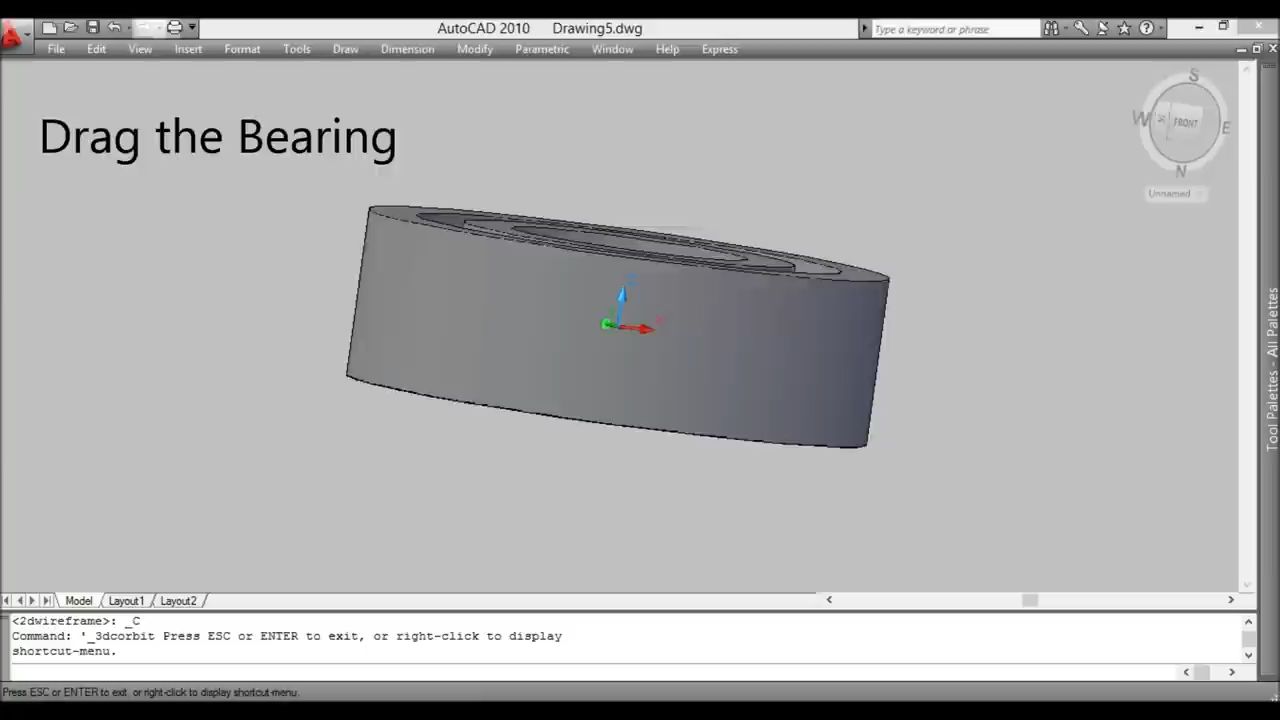 AutoCAD 2010 Drawing5.dwg
Type a keyword or phrase
File Edit View Insert Format Tools Draw Dimension Modify Parametric Window Help Express
Drag the Bearing
S
W FRONT E
N
Unnamed
Tool Palettes - All Palettes
Model Layout1 Layout2
<2dwireframe>: _C
Command: '_3dcorbit Press ESC or ENTER to exit, or right-click to display
shortcut-menu.
Press ESC or ENTER to exit, or right-click to display shortcut-menu.